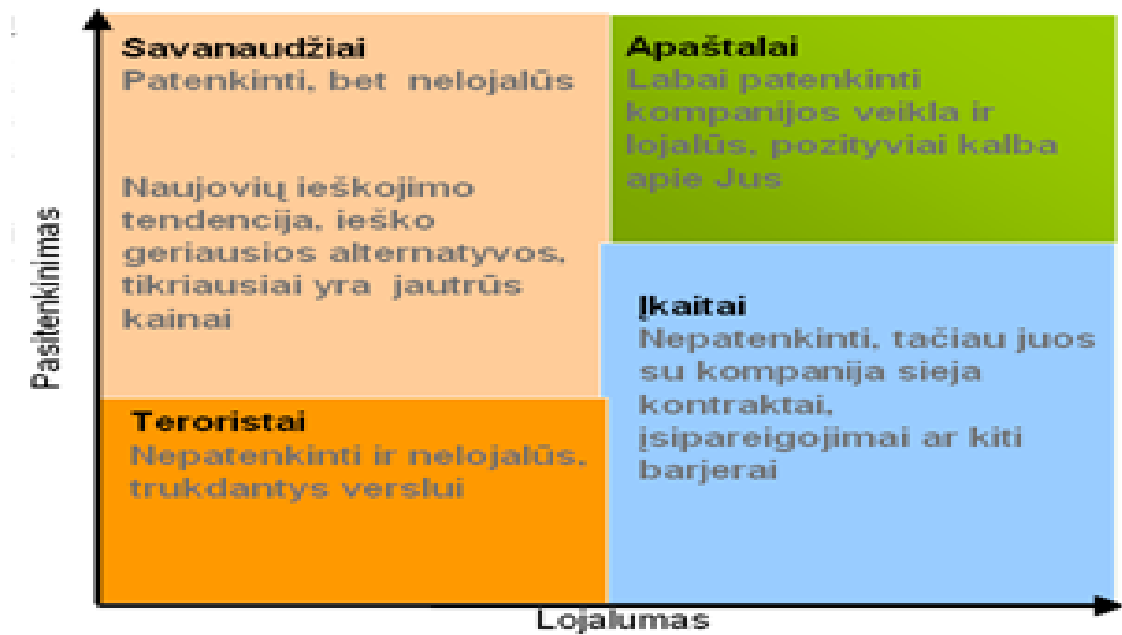 Savanaudžiai
Patenkinti, bet nelojalūs
Naujovių ieškojimo
tendencija, ieško
geriausios alternatyvos,
tikriausiai yra jautrūs
kainai
Apaštalai
Labai patenkinti
kompanijos veikla ir
lojalūs, pozityviai kalba
apie Jus
Teroristai
Nepatenkinti ir nelojalūs,
trukdantys verslui
Įkaitai
Nepatenkinti, tačiau juos
su kompanija sieja
kontraktai,
įsipareigojimai ar kiti
barjerai
Pasitenkinimas
Lojalumas